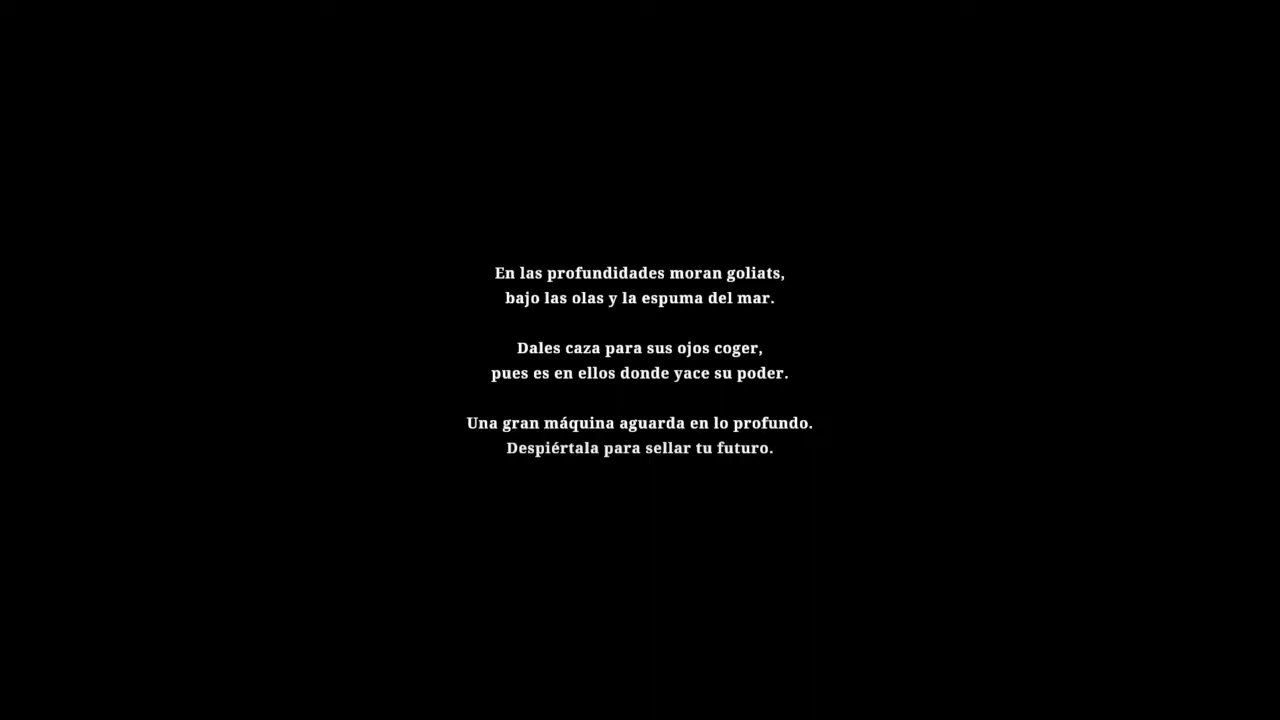 En las profundidades moran goliats,
bajo las olas y la espuma del mar.
Dales caza para sus ojos coger,
pues es en ellos donde yace su poder.
Una gran máquina aguarda en lo profundo.
Despiértala para sellar tu futuro.